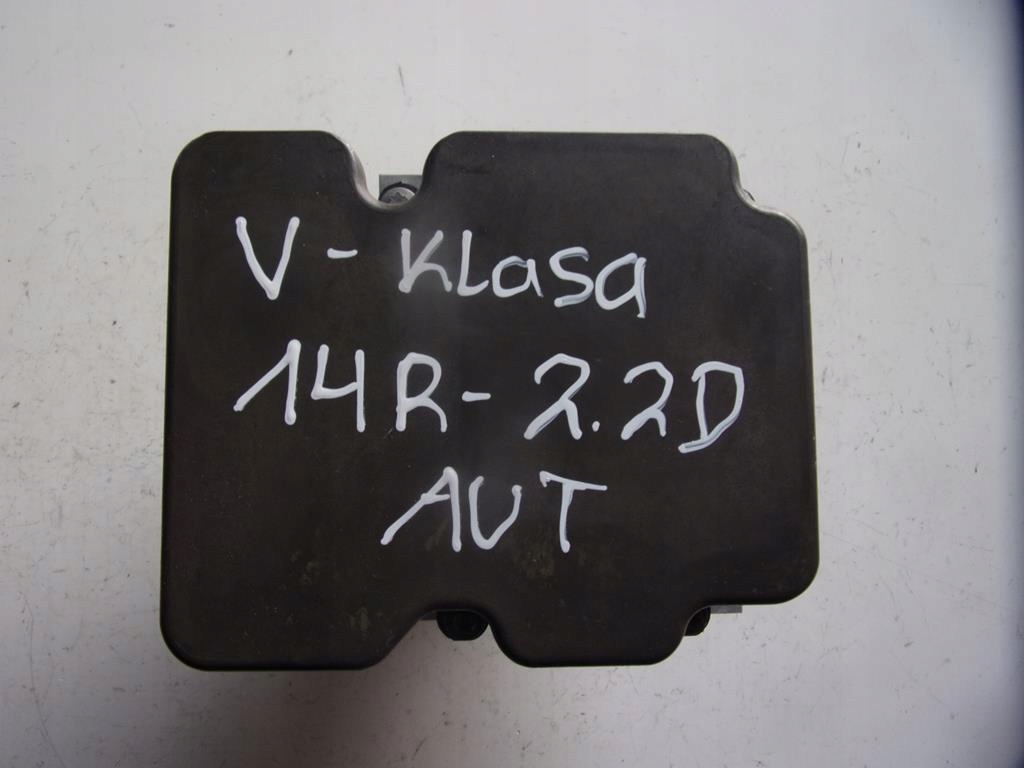 V - Klasa
14R - 2.2D
AUT